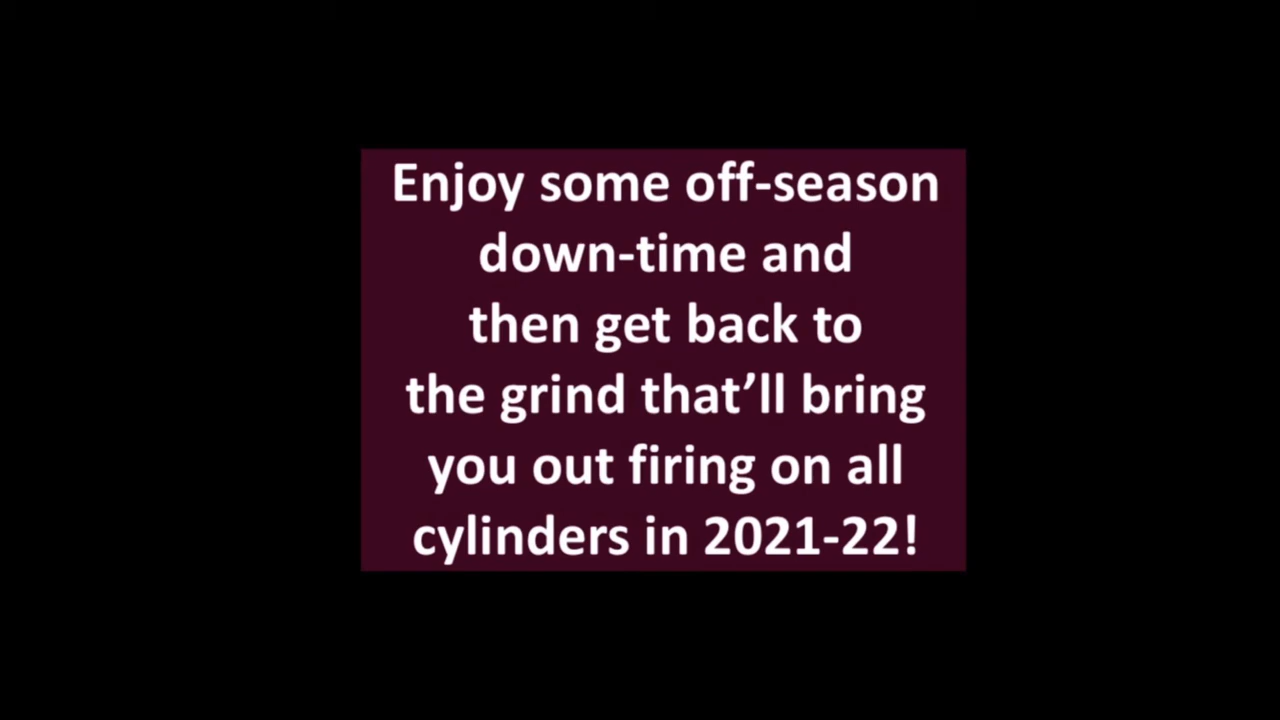 Enjoy some off-season
down-time and
then get back to
the grind that’ll bring
you out firing on all
cylinders in 2021-22!